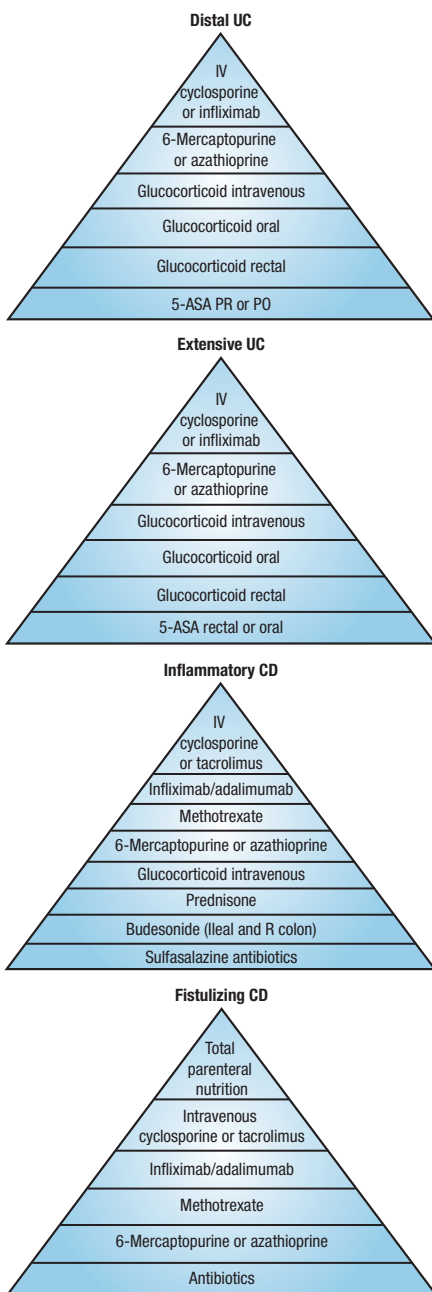 Distal UC
IV
cyclosporine
or infliximab
6-Mercaptopurine
or azathioprine
Glucocorticoid intravenous
Glucocorticoid oral
Glucocorticoid rectal
5-ASA PR or PO
Extensive UC
IV
cyclosporine
or infliximab
6-Mercaptopurine
or azathioprine
Glucocorticoid intravenous
Glucocorticoid oral
Glucocorticoid rectal
5-ASA rectal or oral
Inflammatory CD
IV
cyclosporine
or tacrolimus
Infliximab/adalimumab
Methotrexate
6-Mercaptopurine or azathioprine
Glucocorticoid intravenous
Prednisone
Budesonide (Ileal and R colon)
Sulfasalazine antibiotics
Fistulizing CD
Total
parenteral
nutrition
Intravenous
cyclosporine or tacrolimus
Infliximab/adalimumab
Methotrexate
6-Mercaptopurine or azathioprine
Antibiotics